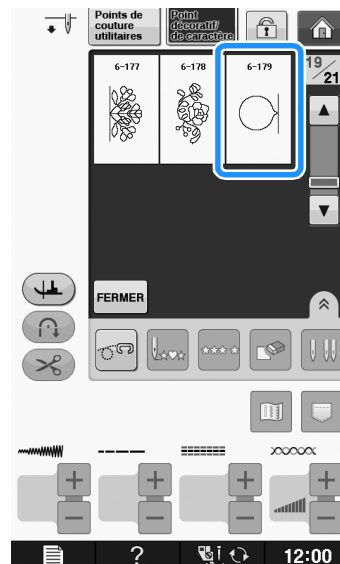 Points de
couture
utilitaires
Point
décoratif/
de caractère
6-177
6-178
6-179
19/21
FERMER
?
12:00